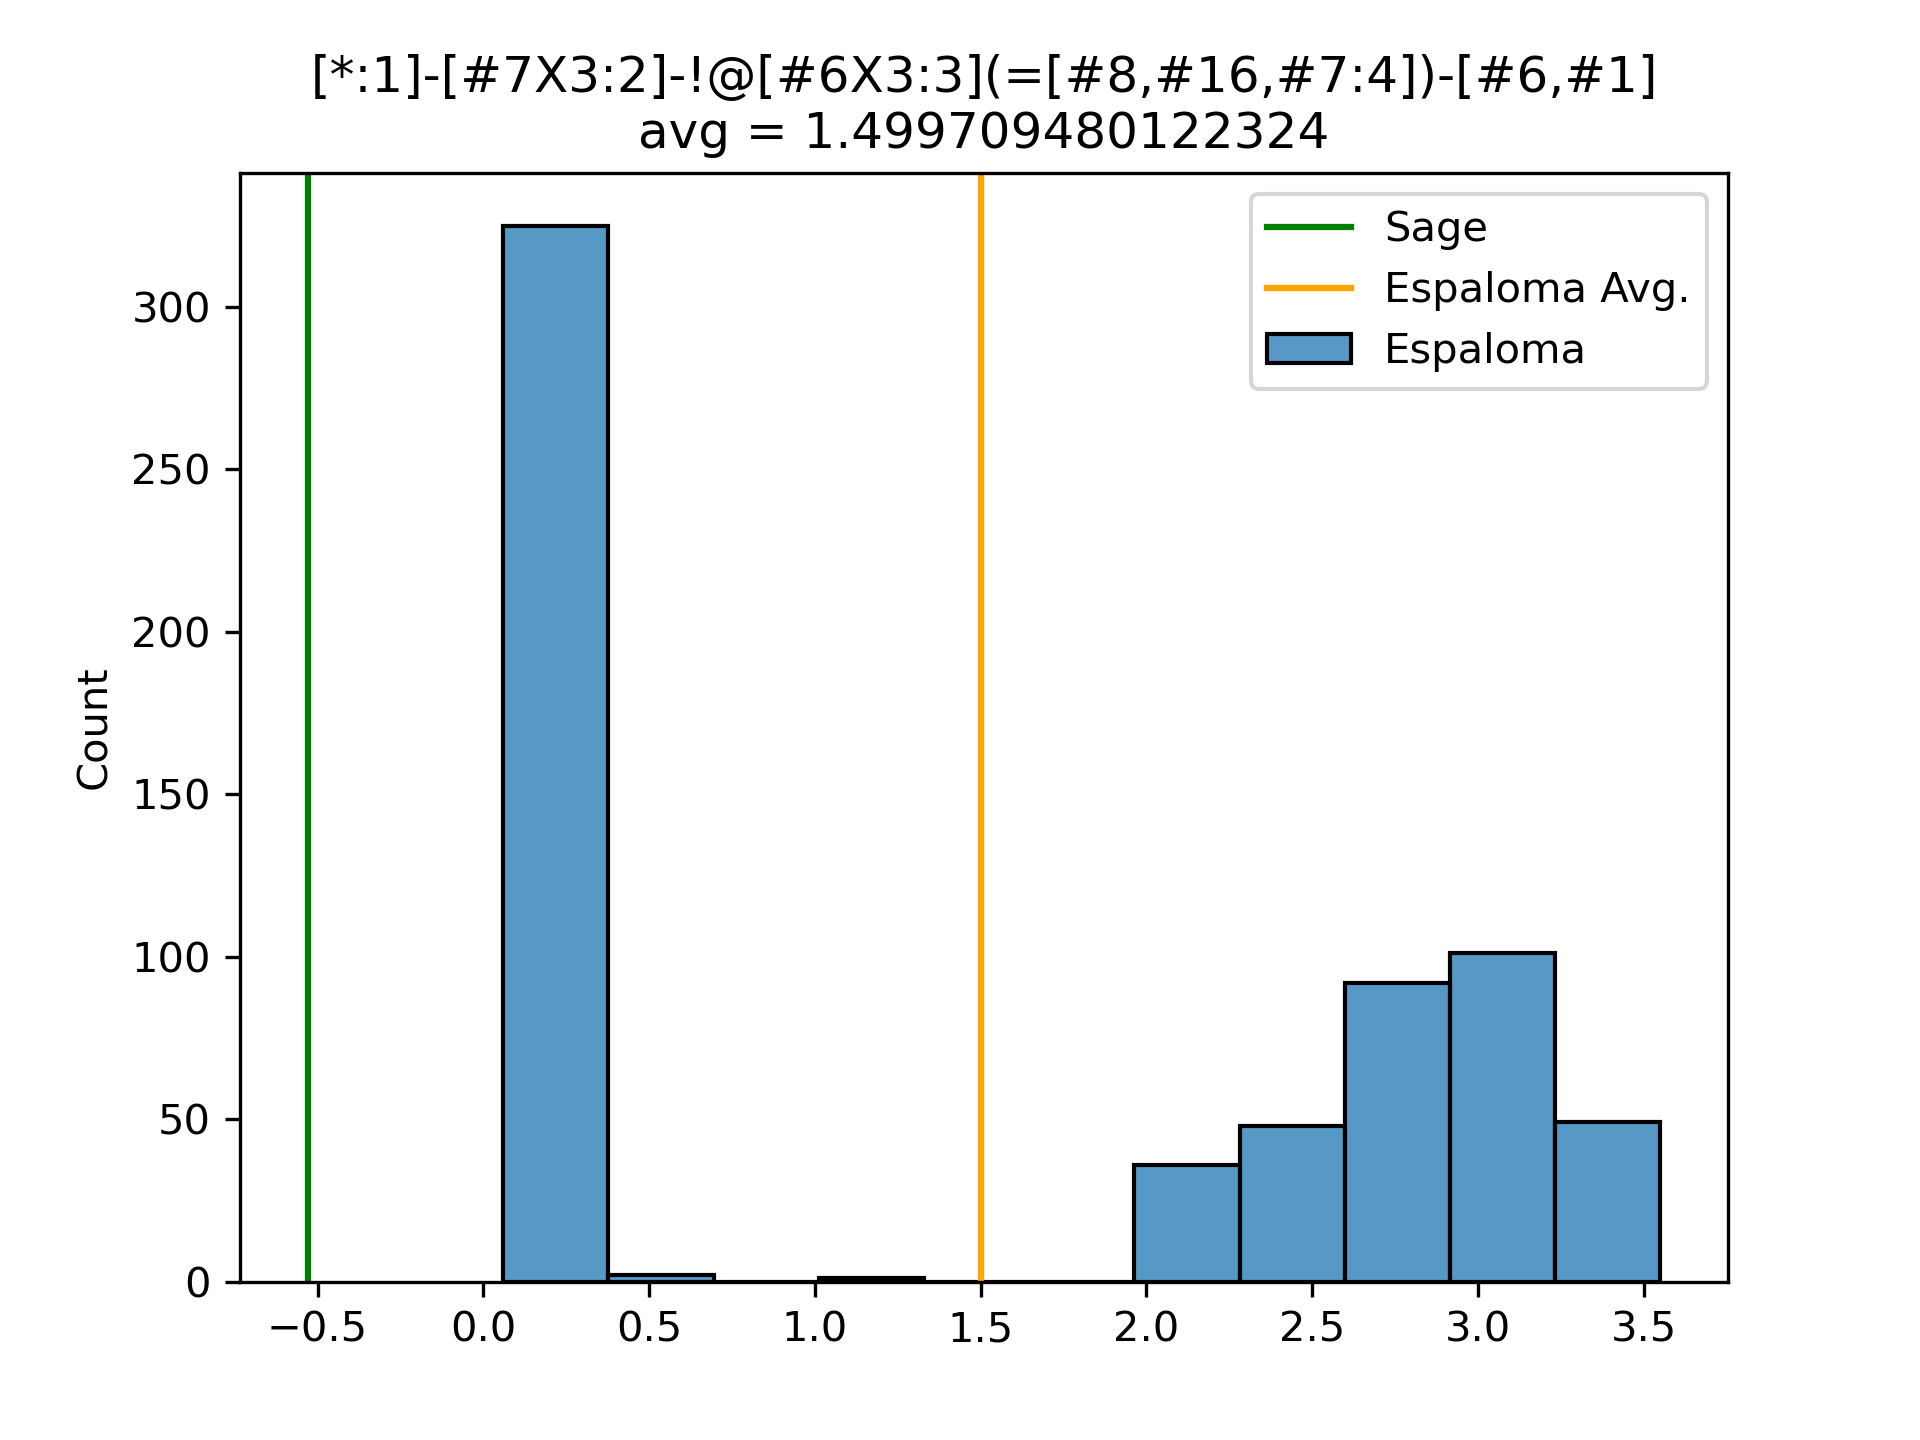 [*:1]-[#7X3:2]-!@[#6X3:3](=[#8,#16,#7:4])-[#6,#1]
avg = 1.499709480122324
Sage
Espaloma Avg.
Espaloma
Count
300
250
200
150
100
50
0
−0.5 0.0 0.5 1.0 1.5 2.0 2.5 3.0 3.5